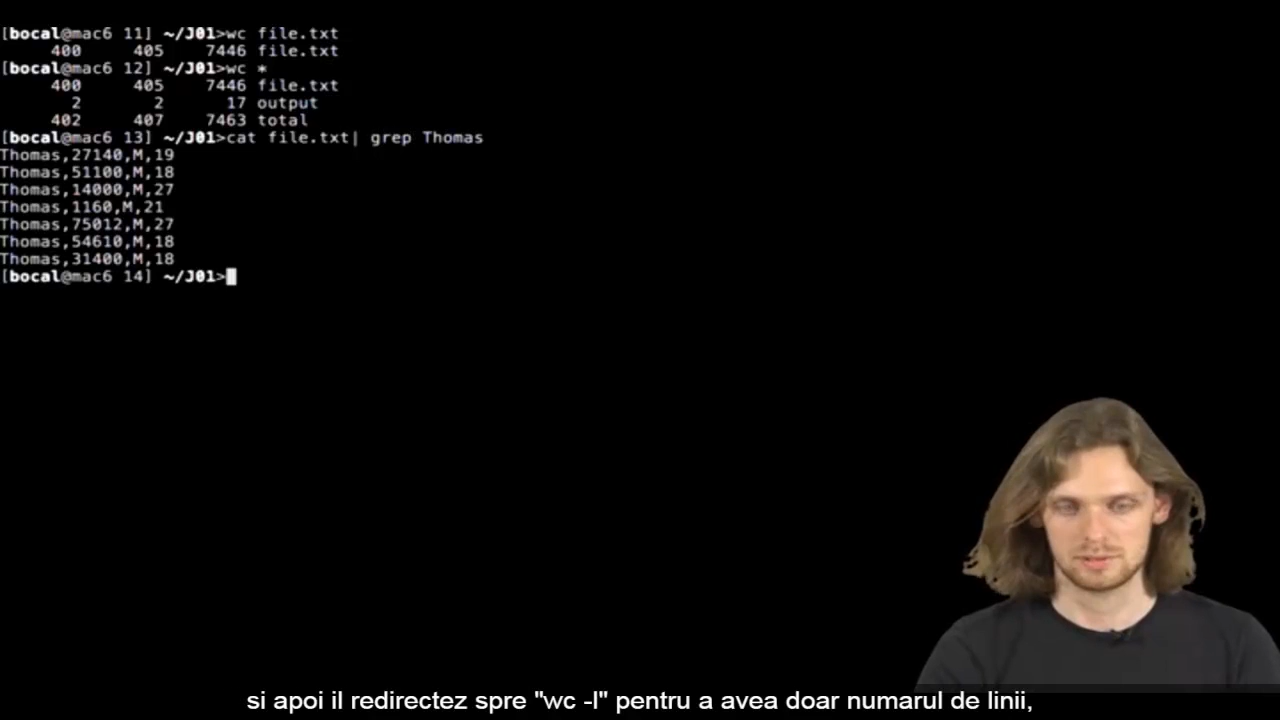 [bocal@mac6 11] ~/J01>wc file.txt
400 405 7446 file.txt
[bocal@mac6 12] ~/J01>wc *
400 405 7446 file.txt
2 2 17 output
402 407 7463 total
[bocal@mac6 13] ~/J01>cat file.txt| grep Thomas
Thomas,27140,M,19
Thomas,51100,M,18
Thomas,14000,M,27
Thomas,1160,M,21
Thomas,75012,M,27
Thomas,54610,M,18
Thomas,31400,M,18
[bocal@mac6 14] ~/J01>
si apoi il redirectez spre "wc -l" pentru a avea doar numarul de linii,